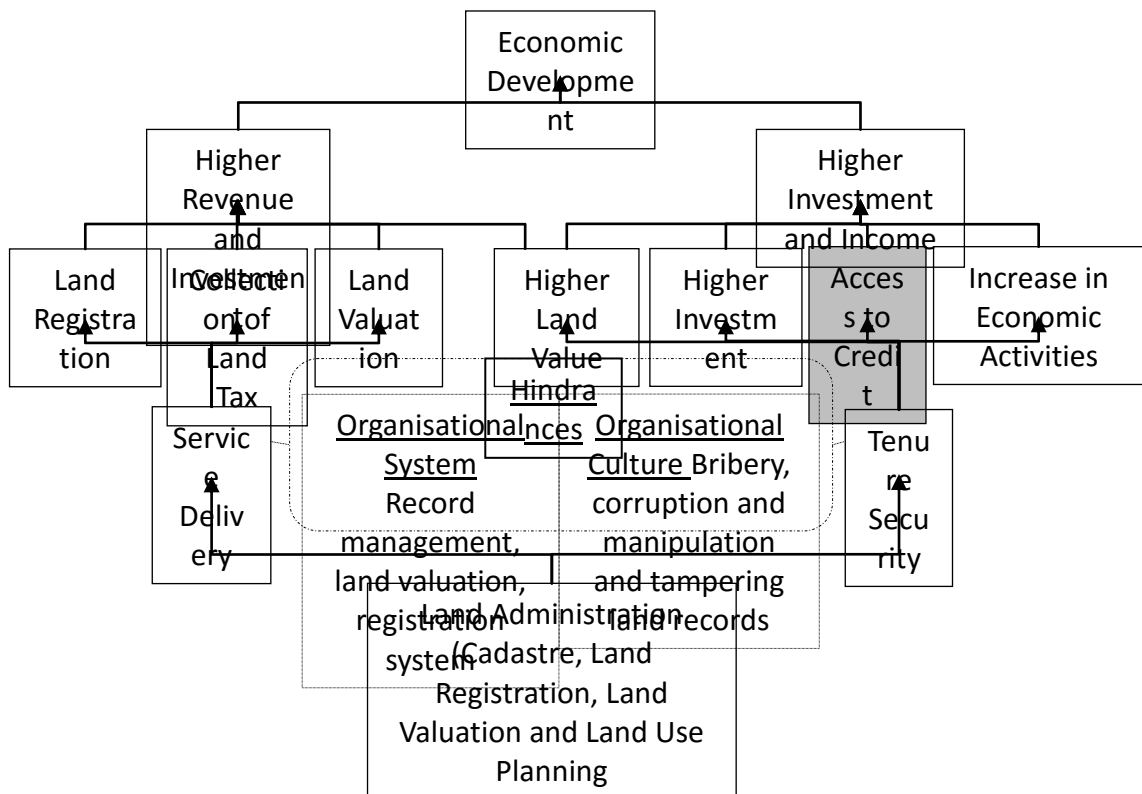 Economic
Developme
nt
Higher
Revenue
and
Investmen
t
Higher
Investment
and Income
Land
Registra
tion
Collecti
on of
Land
Tax
Land
Valuat
ion
Higher
Land
Value
Higher
Investm
ent
Acces
s to
Credi
t
Increase in
Economic
Activities
Hindra
nces
Organisational
System
Record
management,
land valuation,
registration
system
Organisational
Culture Bribery,
corruption and
manipulation
and tampering
land records
Servic
e
Deliv
ery
Tenu
re
Secu
rity
Land Administration
(Cadastre, Land
Registration, Land
Valuation and Land Use
Planning